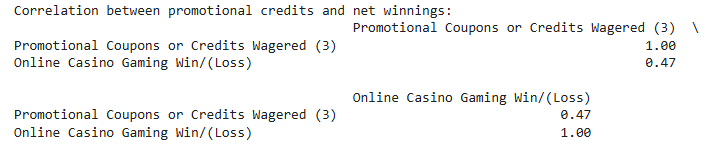 Correlation between promotional credits and net winnings:
Promotional Coupons or Credits Wagered (3) \
Promotional Coupons or Credits Wagered (3) 1.00
Online Casino Gaming Win/(Loss) 0.47
Online Casino Gaming Win/(Loss)
Promotional Coupons or Credits Wagered (3) 0.47
Online Casino Gaming Win/(Loss) 1.00